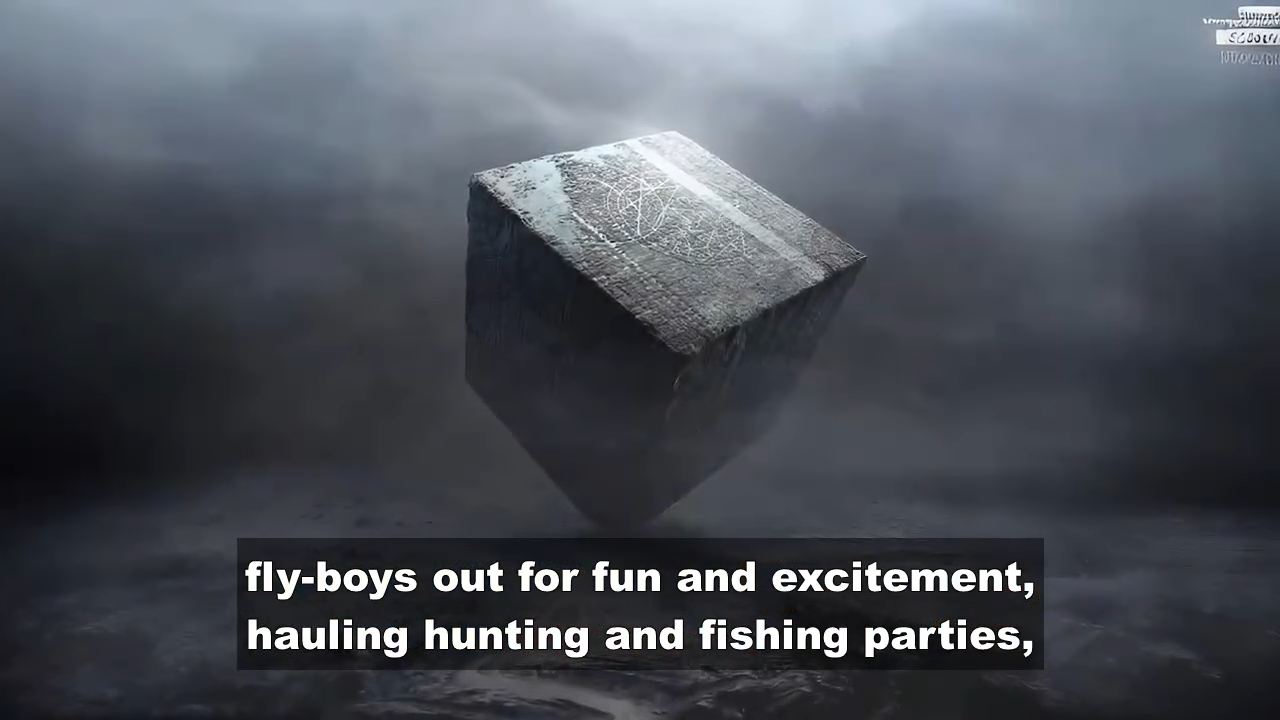 fly-boys out for fun and excitement,
hauling hunting and fishing parties,